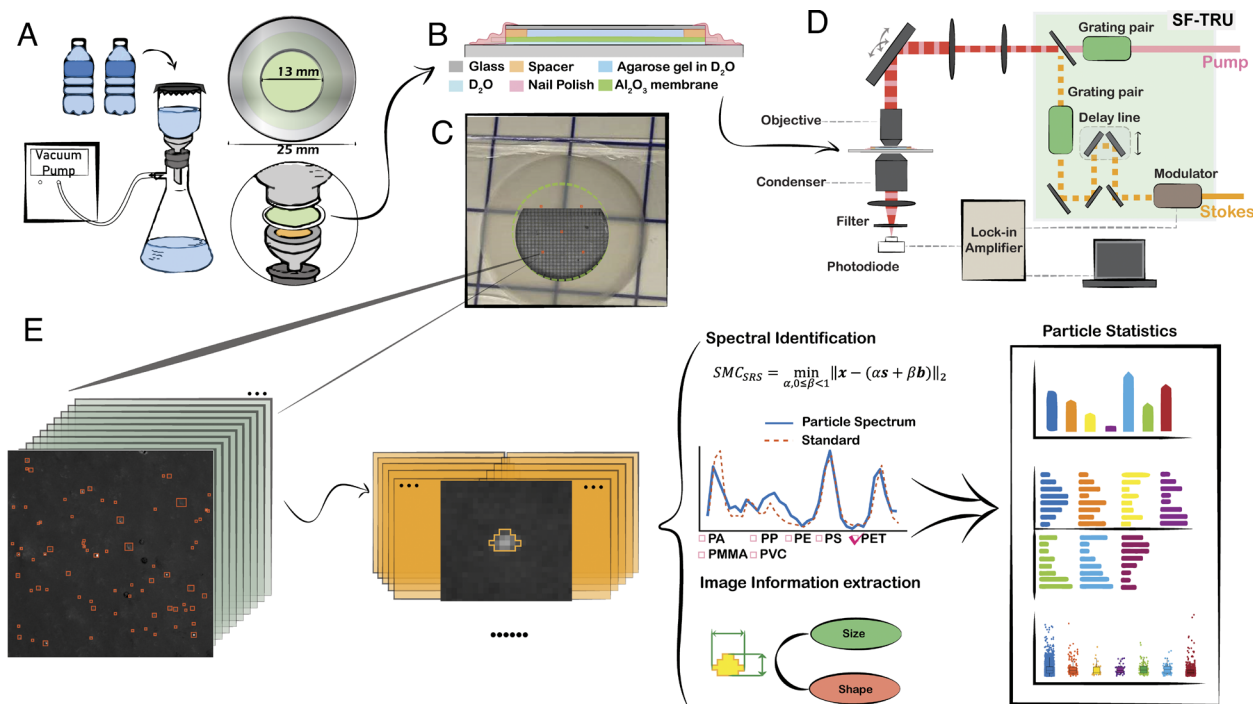 A
Vacuum
Pump
13 mm
25 mm
B
Glass
Spacer
Agarose gel in D₂O
D₂O
Nail Polish
Al₂O₃ membrane
C
D
SF-TRU
Grating pair
Pump
Grating pair
Delay line
Objective
Condenser
Modulator
Stokes
Filter
Lock-in
Amplifier
Photodiode
E
Spectral Identification
SMC_SRS = min ‖x − (αs + βb)‖₂
α,0≤β<1
Particle Spectrum
Standard
PA PP PE PS PET
PMMA PVC
Image Information extraction
Size
Shape
Particle Statistics